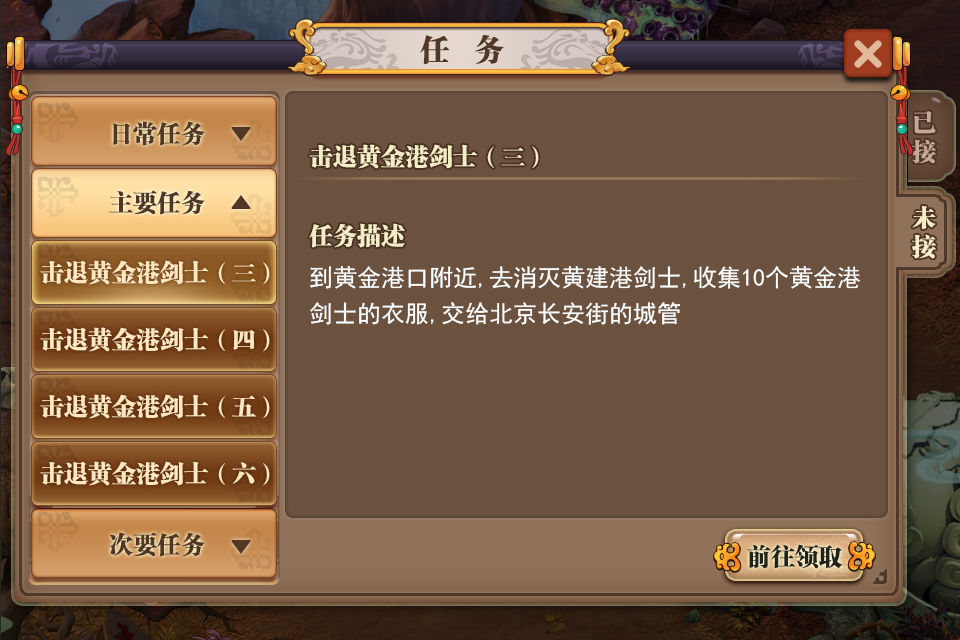 任务
已接
未接
日常任务
主要任务
击退黄金港剑士（三）
击退黄金港剑士（四）
击退黄金港剑士（五）
击退黄金港剑士（六）
次要任务
击退黄金港剑士（三）
任务描述
到黄金港口附近,去消灭黄建港剑士,收集10个黄金港
剑士的衣服,交给北京长安街的城管
前往领取